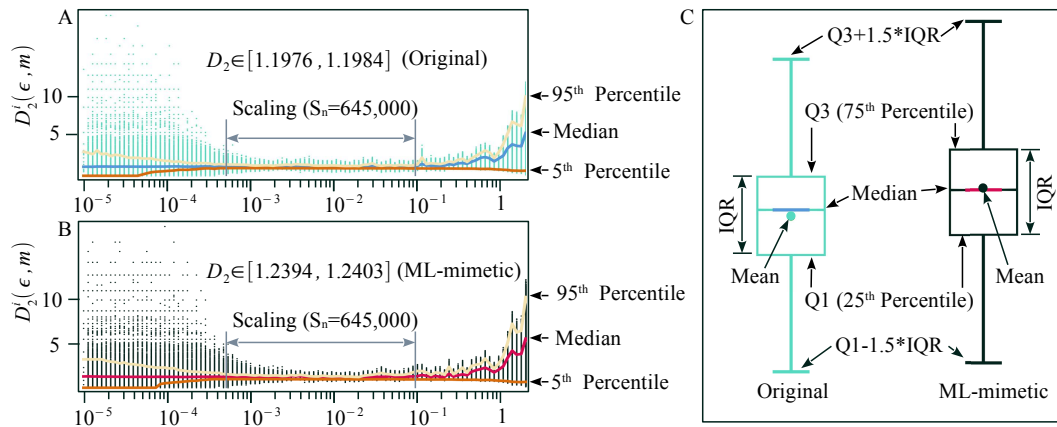 A
D₂ⁱ(ϵ,m)
10
5
D₂∈[1.1976 , 1.1984] (Original)
Scaling (Sₙ=645,000)
95ᵗʰ Percentile
Median
5ᵗʰ Percentile
10⁻⁵ 10⁻⁴ 10⁻³ 10⁻² 10⁻¹ 1
B
D₂ⁱ(ϵ,m)
10
5
D₂∈[1.2394 , 1.2403] (ML-mimetic)
Scaling (Sₙ=645,000)
95ᵗʰ Percentile
Median
5ᵗʰ Percentile
10⁻⁵ 10⁻⁴ 10⁻³ 10⁻² 10⁻¹ 1
C
Q3+1.5*IQR
Q3 (75ᵗʰ Percentile)
IQR
Median
IQR
Mean
Mean
Q1 (25ᵗʰ Percentile)
Q1-1.5*IQR
Original
ML-mimetic